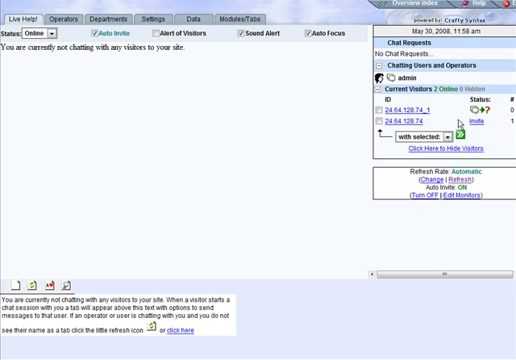 Overview Index Help
Live Help! Operators Departments Settings Data Modules/Tabs
powered by Crafty Syntax
Status: Online Auto Invite Alert of Visitors Sound Alert Auto Focus
You are currently not chatting with any visitors to your site.
May 30, 2008, 11:58 am
Chat Requests
No Chat Requests...
Chatting Users and Operators
admin
Current Visitors 2 Online 0 Hidden
ID Status: #
24.64.128.74_1 ? 0
24.64.128.74 Invite 1
with selected:
Click Here to Hide Visitors
Refresh Rate: Automatic
(Change | Refresh)
Auto Invite: ON
(Turn OFF | Edit Monitors)
You are currently not chatting with any visitors to your site. When a visitor starts a
chat session with you a tab will appear above this text with options to send
messages to that user. If an operator or user is chatting with you and you do not
see their name as a tab click the little refresh icon or click here